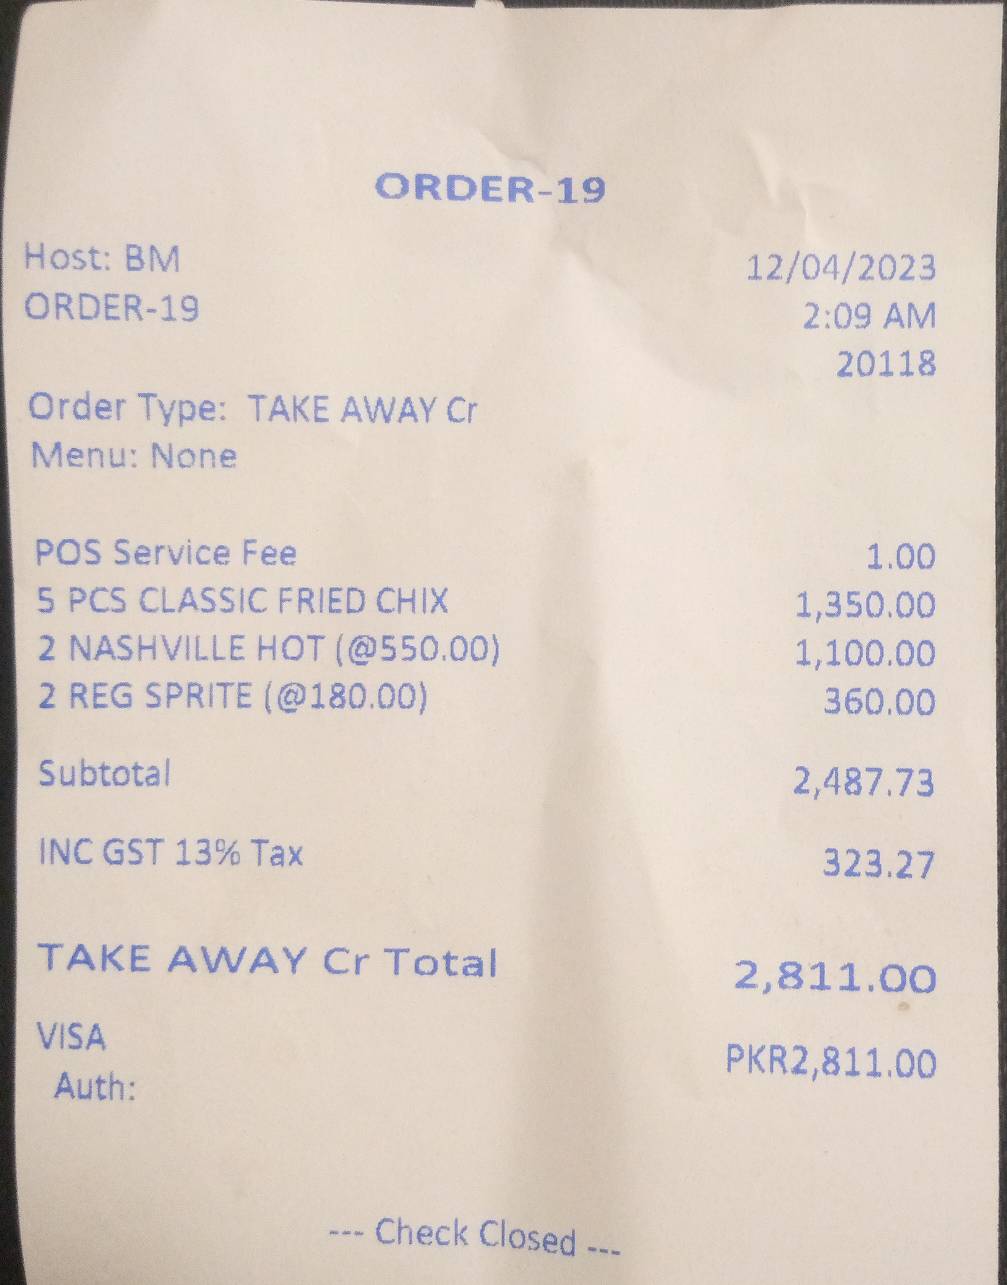 ORDER-19
Host: BM 12/04/2023
ORDER-19 2:09 AM
20118
Order Type: TAKE AWAY Cr
Menu: None
POS Service Fee 1.00
5 PCS CLASSIC FRIED CHIX 1,350.00
2 NASHVILLE HOT (@550.00) 1,100.00
2 REG SPRITE (@180.00) 360.00
Subtotal 2,487.73
INC GST 13% Tax 323.27
TAKE AWAY Cr Total 2,811.00
VISA PKR2,811.00
Auth:
--- Check Closed ---